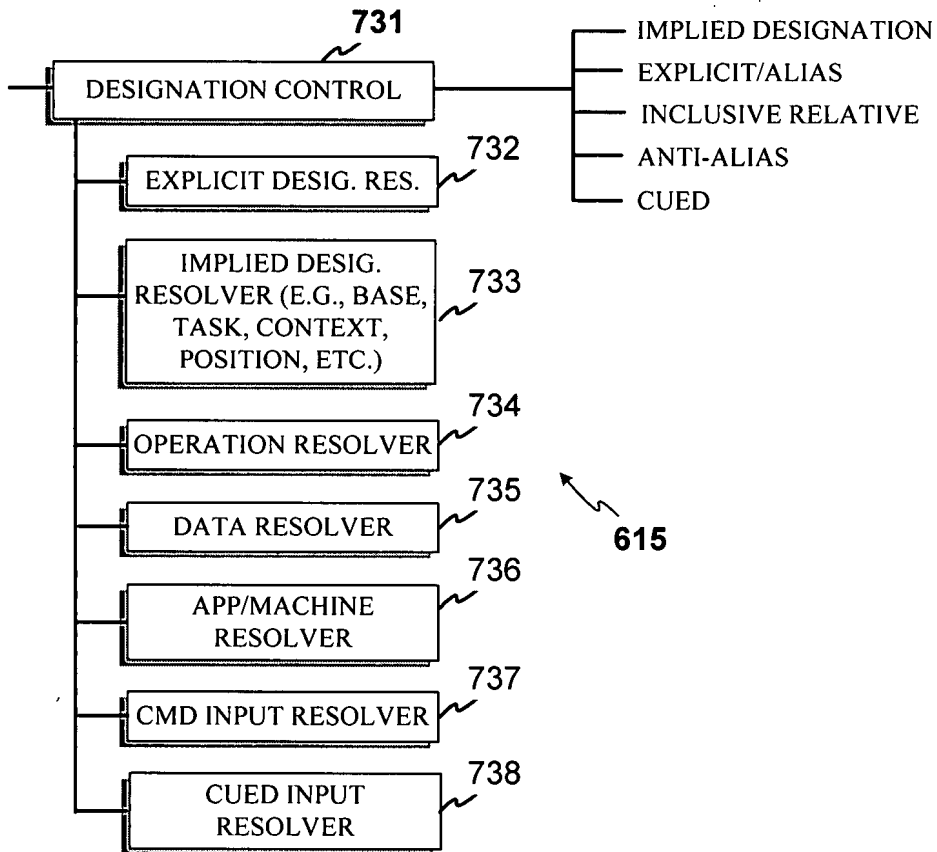 731
DESIGNATION CONTROL
IMPLIED DESIGNATION
EXPLICIT/ALIAS
INCLUSIVE RELATIVE
ANTI-ALIAS
CUED
732
EXPLICIT DESIG. RES.
733
IMPLIED DESIG.
RESOLVER (E.G., BASE,
TASK, CONTEXT,
POSITION, ETC.)
734
OPERATION RESOLVER
735
DATA RESOLVER
615
736
APP/MACHINE
RESOLVER
737
CMD INPUT RESOLVER
738
CUED INPUT
RESOLVER